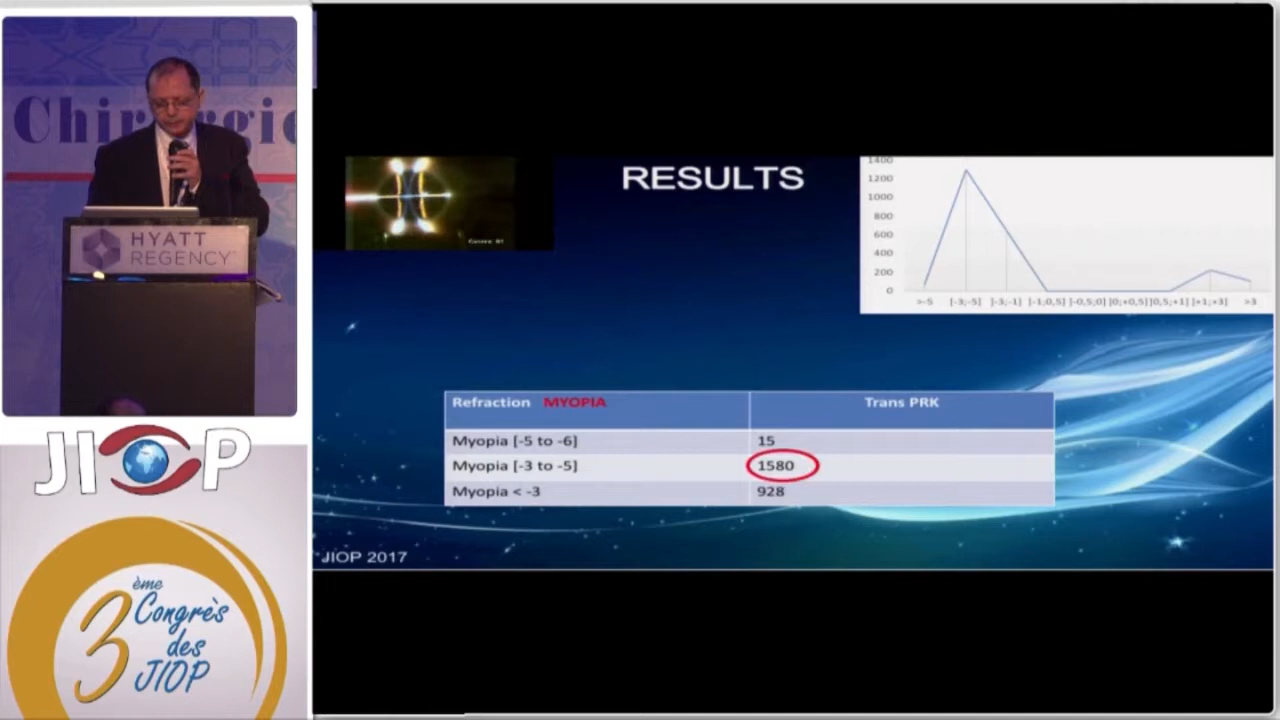 Chirurgie
HYATT
REGENCY
JIOP
3ème
Congrès
des
JIOP
RESULTS
1400
1200
1000
800
600
400
200
0
>-5 [-3;-5] [-3;-1] [-1;0,5] [-0,5;0] ]0;+0,5] ]0,5;+1] [+1;+3] >3
Refraction MYOPIA Trans PRK
Myopia [-5 to -6] 15
Myopia [-3 to -5] 1580
Myopia < -3 928
JIOP 2017